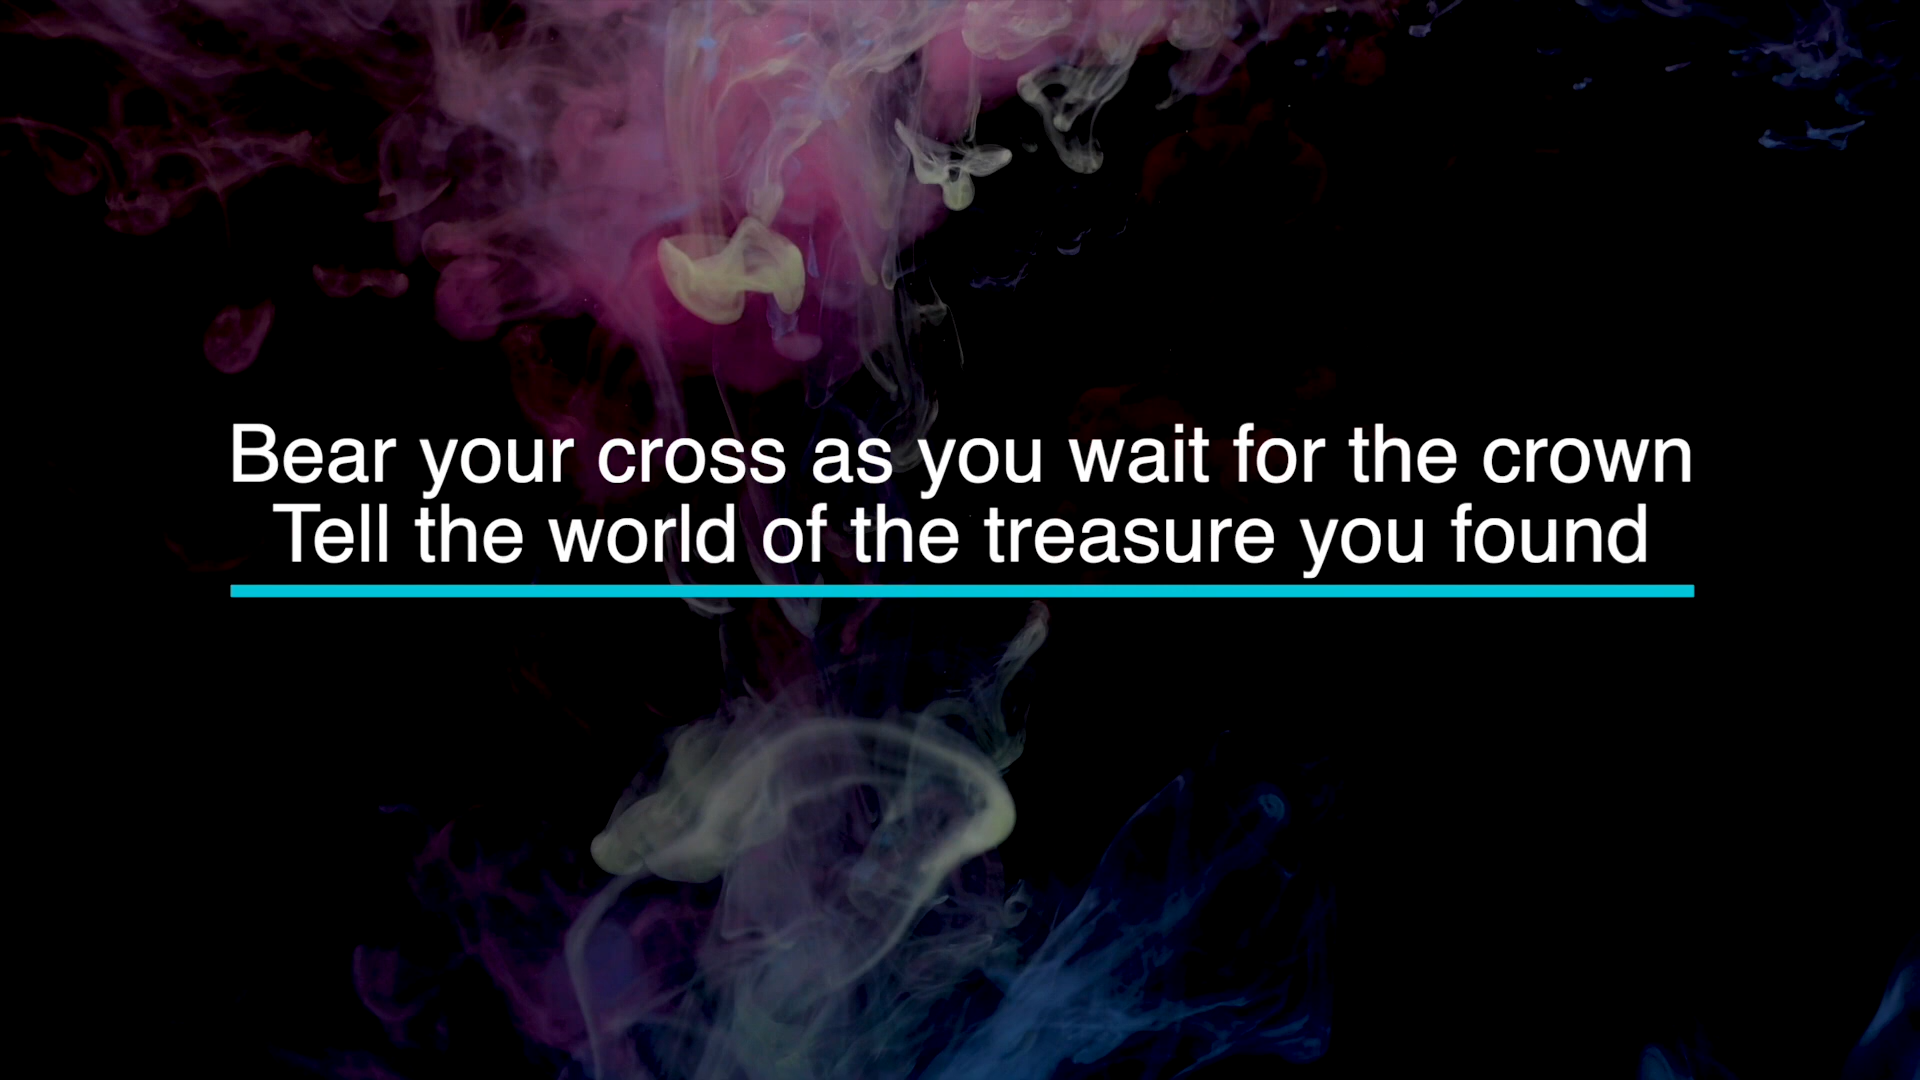 Bear your cross as you wait for the crown
Tell the world of the treasure you found